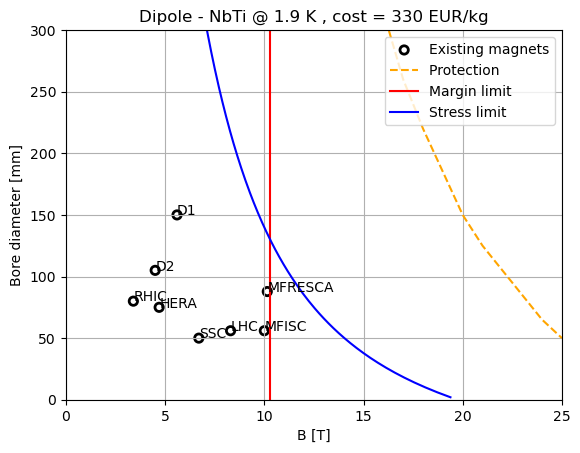 Dipole - NbTi @ 1.9 K , cost = 330 EUR/kg
Existing magnets
Protection
Margin limit
Stress limit
Bore diameter [mm]
300
250
200
150
100
50
0
D1
D2
RHIC
HERA
SSC
LHC
MFISC
MFRESCA
0
5
10
15
20
25
B [T]